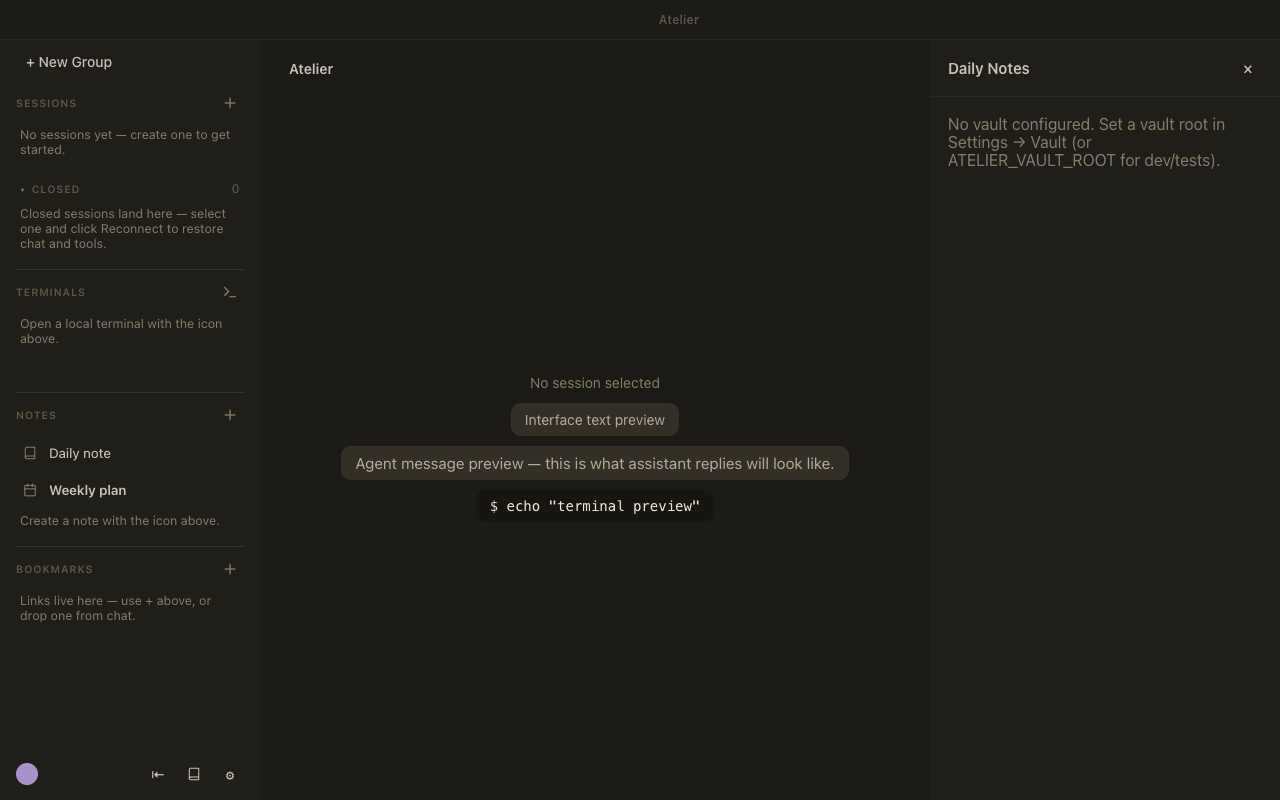 Atelier
+ New Group
SESSIONS
No sessions yet — create one to get
started.
CLOSED 0
Closed sessions land here — select
one and click Reconnect to restore
chat and tools.
TERMINALS
Open a local terminal with the icon
above.
NOTES
Daily note
Weekly plan
Create a note with the icon above.
BOOKMARKS
Links live here — use + above, or
drop one from chat.
Atelier
No session selected
Interface text preview
Agent message preview — this is what assistant replies will look like.
$ echo "terminal preview"
Daily Notes
No vault configured. Set a vault root in
Settings → Vault (or
ATELIER_VAULT_ROOT for dev/tests).